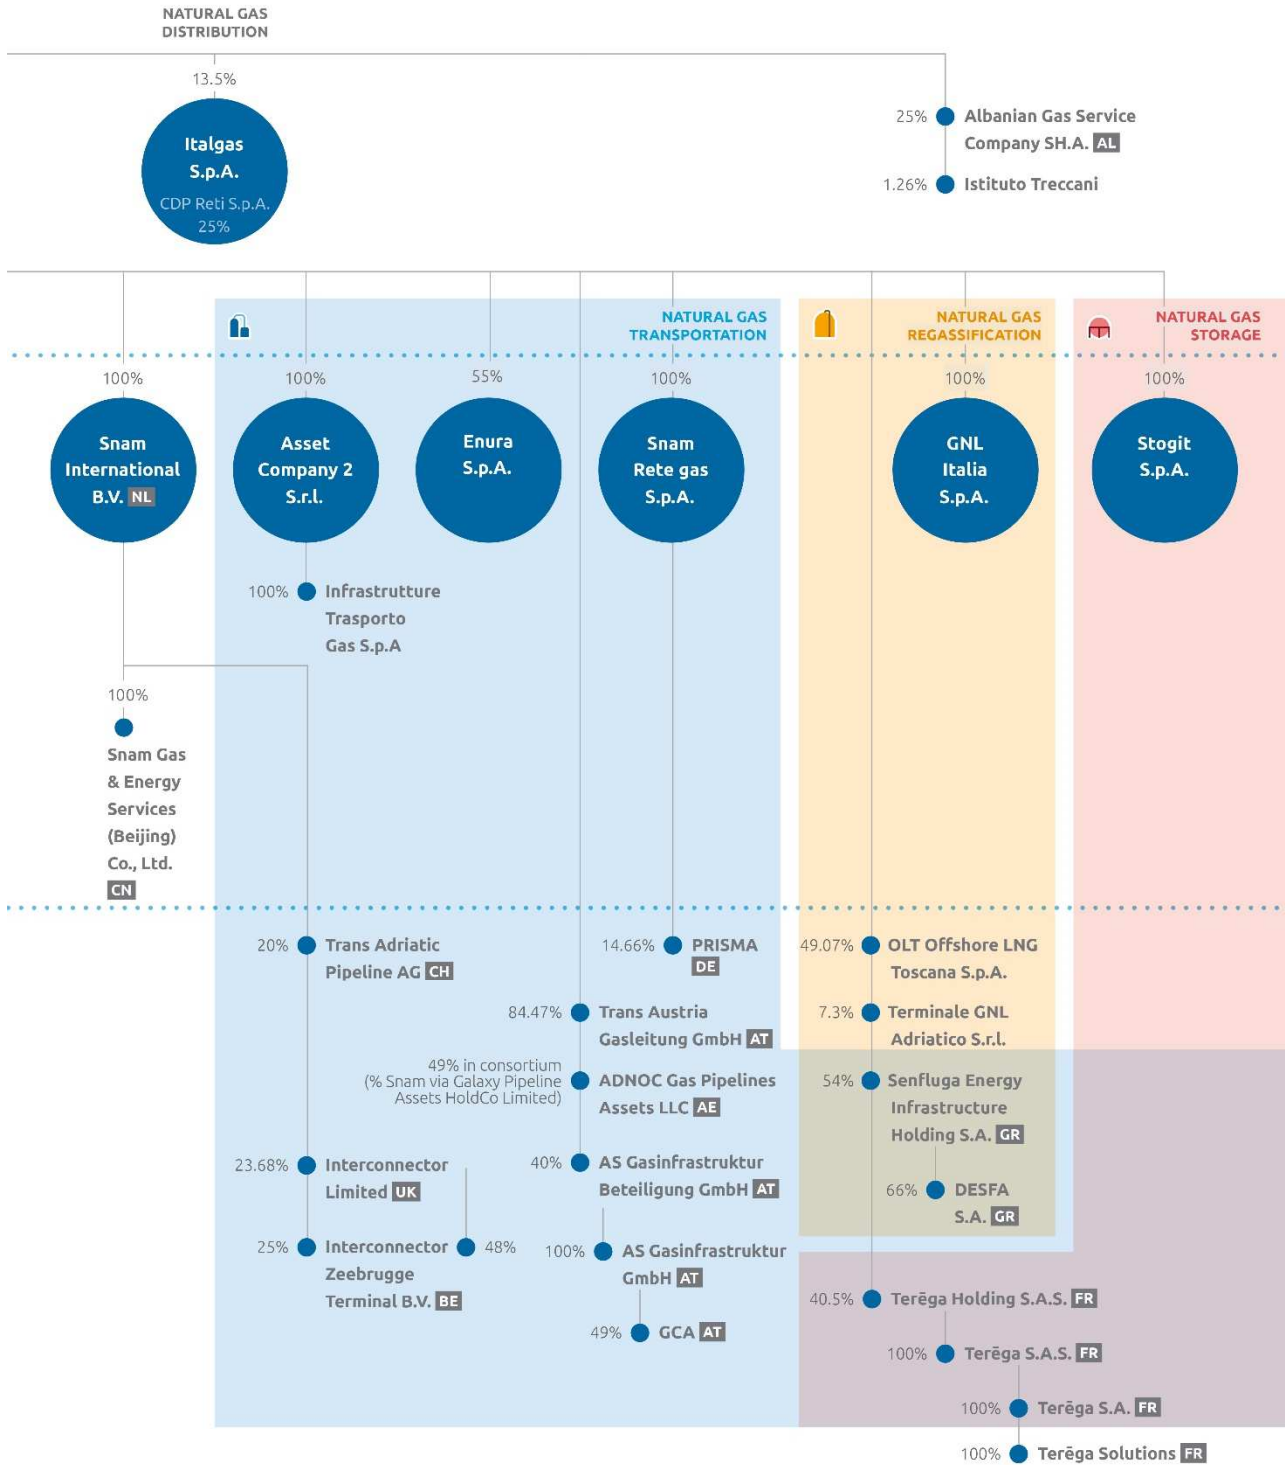 NATURAL GAS
DISTRIBUTION
13.5%
Italgas
S.p.A.
CDP Reti S.p.A.
25%
25%
Albanian Gas Service
Company SH.A. AL
1.26%
Istituto Treccani
NATURAL GAS
TRANSPORTATION
NATURAL GAS
REGASSIFICATION
NATURAL GAS
STORAGE
100%
100%
55%
100%
100%
100%
Snam
International
B.V. NL
Asset
Company 2
S.r.l.
Enura
S.p.A.
Snam
Rete gas
S.p.A.
GNL
Italia
S.p.A.
Stogit
S.p.A.
100%
Infrastrutture
Trasporto
Gas S.p.A
100%
Snam Gas
& Energy
Services
(Beijing)
Co., Ltd.
CN
20%
Trans Adriatic
Pipeline AG CH
14.66%
PRISMA
DE
49.07%
OLT Offshore LNG
Toscana S.p.A.
84.47%
Trans Austria
Gasleitung GmbH AT
7.3%
Terminale GNL
Adriatico S.r.l.
49% in consortium
(% Snam via Galaxy Pipeline
Assets HoldCo Limited)
ADNOC Gas Pipelines
Assets LLC AE
54%
Senfluga Energy
Infrastructure
Holding S.A. GR
23.68%
Interconnector
Limited UK
40%
AS Gasinfrastruktur
Beteiligung GmbH AT
66%
DESFA
S.A. GR
25%
Interconnector
Zeebrugge
Terminal B.V. BE
48%
100%
AS Gasinfrastruktur
GmbH AT
40.5%
Terēga Holding S.A.S. FR
49%
GCA AT
100%
Terēga S.A.S. FR
100%
Terēga S.A. FR
100%
Terēga Solutions FR